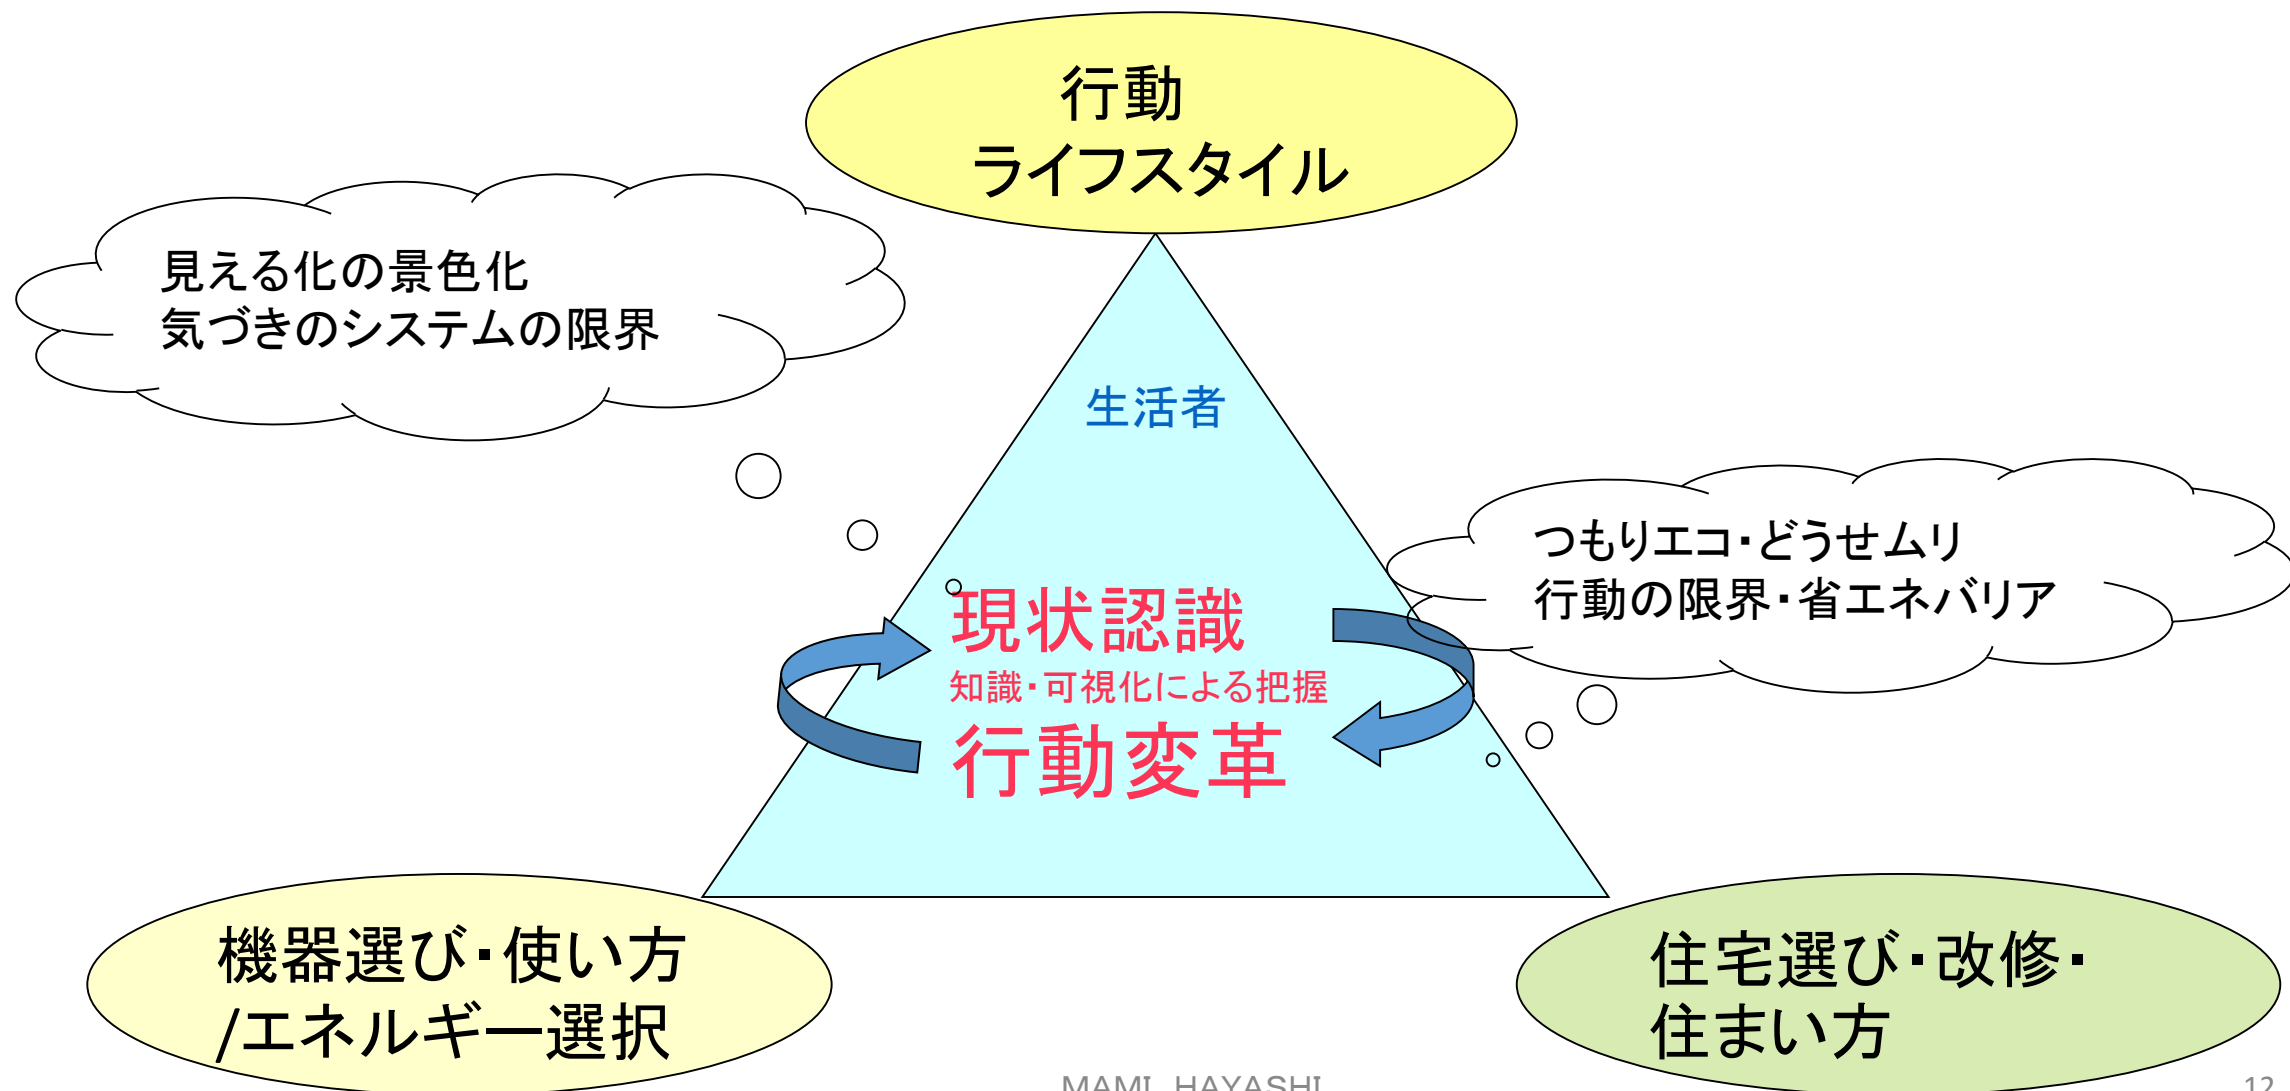 行動
ライフスタイル
見える化の景色化
気づきのシステムの限界
生活者
つもりエコ・どうせムリ
行動の限界・省エネバリア
現状認識
知識・可視化による把握
行動変革
機器選び・使い方
/エネルギー選択
住宅選び・改修・
住まい方
MAMI HAYASHI
12